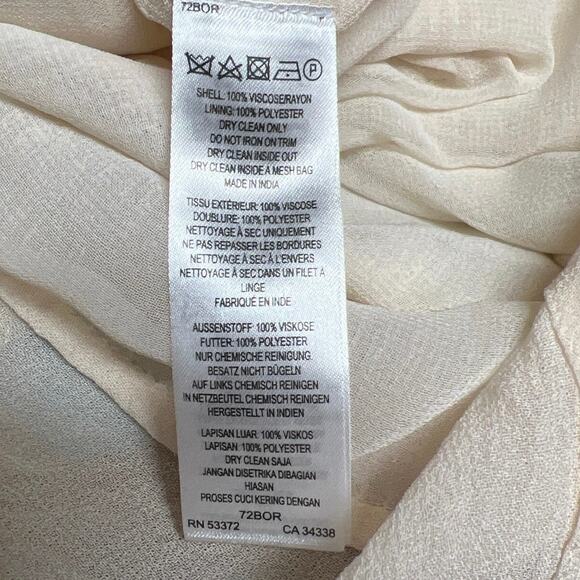 72BOR
P
SHELL: 100% VISCOSE/RAYON
LINING: 100% POLYESTER
DRY CLEAN ONLY
DO NOT IRON ON TRIM
DRY CLEAN INSIDE OUT
DRY CLEAN INSIDE A MESH BAG
MADE IN INDIA
TISSU EXTÉRIEUR: 100% VISCOSE
DOUBLURE: 100% POLYESTER
NETTOYAGE À SEC UNIQUEMENT
NE PAS REPASSER LES BORDURES
NETTOYAGE À SEC À L'ENVERS
NETTOYAGE À SEC DANS UN FILET À
LINGE
FABRIQUÉ EN INDE
AUSSENSTOFF: 100% VISKOSE
FUTTER: 100% POLYESTER
NUR CHEMISCHE REINIGUNG.
BESATZ NICHT BÜGELN
AUF LINKS CHEMISCH REINIGEN
IN NETZBEUTEL CHEMISCH REINIGEN
HERGESTELLT IN INDIEN
LAPISAN LUAR: 100% VISKOS
LAPISAN: 100% POLYESTER
DRY CLEAN SAJA
JANGAN DISETRIKA DIBAGIAN
HIASAN
PROSES CUCI KERING DENGAN
72BOR
RN 53372 CA 34338